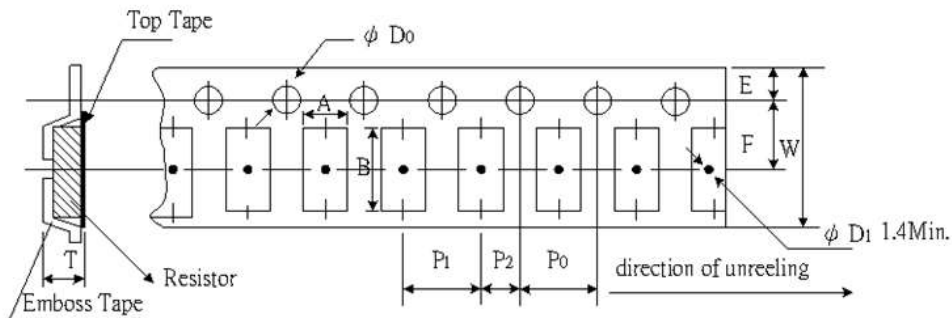 Top Tape
ϕ D0
A
E
B
F
W
ϕ D1 1.4Min.
T
P1
P2
P0
direction of unreeling
Resistor
Emboss Tape